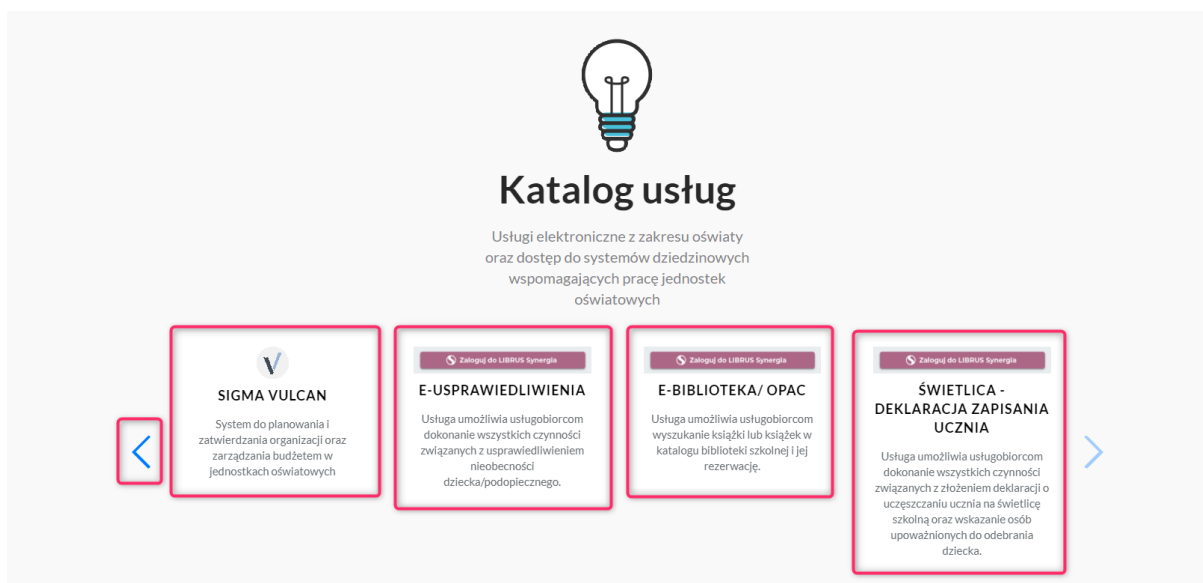 Katalog usług
Usługi elektroniczne z zakresu oświaty
oraz dostęp do systemów dziedzinowych
wspomagających pracę jednostek
oświatowych
SIGMA VULCAN
System do planowania i
zatwierdzania organizacji oraz
zarządzania budżetem w
jednostkach oświatowych
Zaloguj do LIBRUS Synergia
E-USPRAWIEDLIWIENIA
Usługa umożliwia usługobiorcom
dokonanie wszystkich czynności
związanych z usprawiedliwieniem
nieobecności
dziecka/podopiecznego.
Zaloguj do LIBRUS Synergia
E-BIBLIOTEKA/ OPAC
Usługa umożliwia usługobiorcom
wyszukanie książki lub książek w
katalogu biblioteki szkolnej i jej
rezerwację.
Zaloguj do LIBRUS Synergia
ŚWIETLICA -
DEKLARACJA ZAPISANIA
UCZNIA
Usługa umożliwia usługobiorcom
dokonanie wszystkich czynności
związanych z złożeniem deklaracji o
uczęszczaniu ucznia na świetlicę
szkolną oraz wskazanie osób
upoważnionych do odebrania
dziecka.